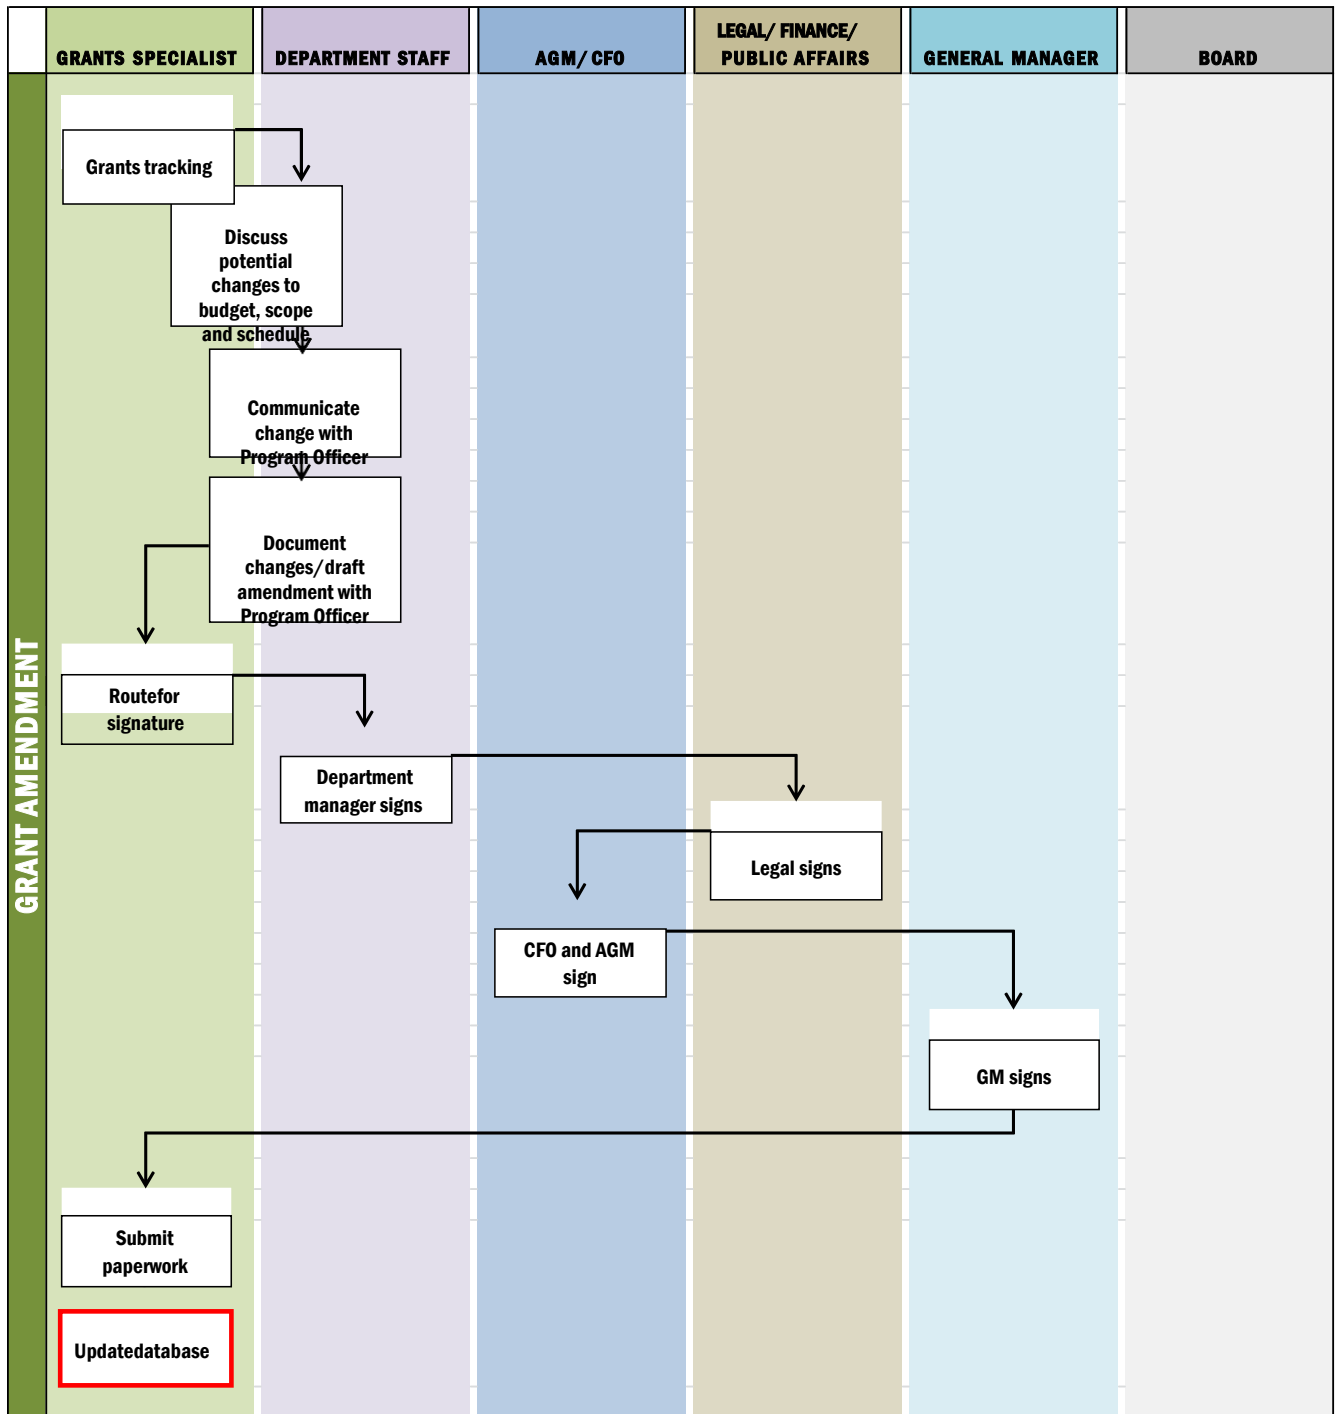 LEGAL/ FINANCE/
GRANTS SPECIALIST DEPARTMENT STAFF AGM/ CFO PUBLIC AFFAIRS GENERAL MANAGER BOARD
GRANT AMENDMENT
Grants tracking
Discuss
potential
changes to
budget, scope
and schedule
Communicate
change with
Program Officer
Document
changes/draft
amendment with
Program Officer
Routefor
signature
Department
manager signs
Legal signs
CFO and AGM
sign
GM signs
Submit
paperwork
Updatedatabase